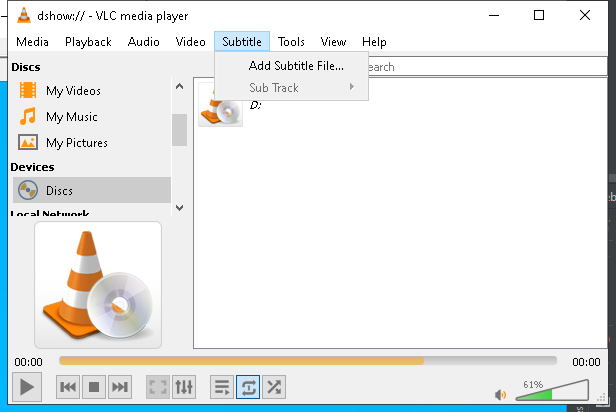 dshow:// - VLC media player
Media Playback Audio Video Subtitle Tools View Help
Discs
My Videos
My Music
My Pictures
Devices
Discs
Local Network
Add Subtitle File...
Sub Track
earch
D:
00:00
00:00
61%